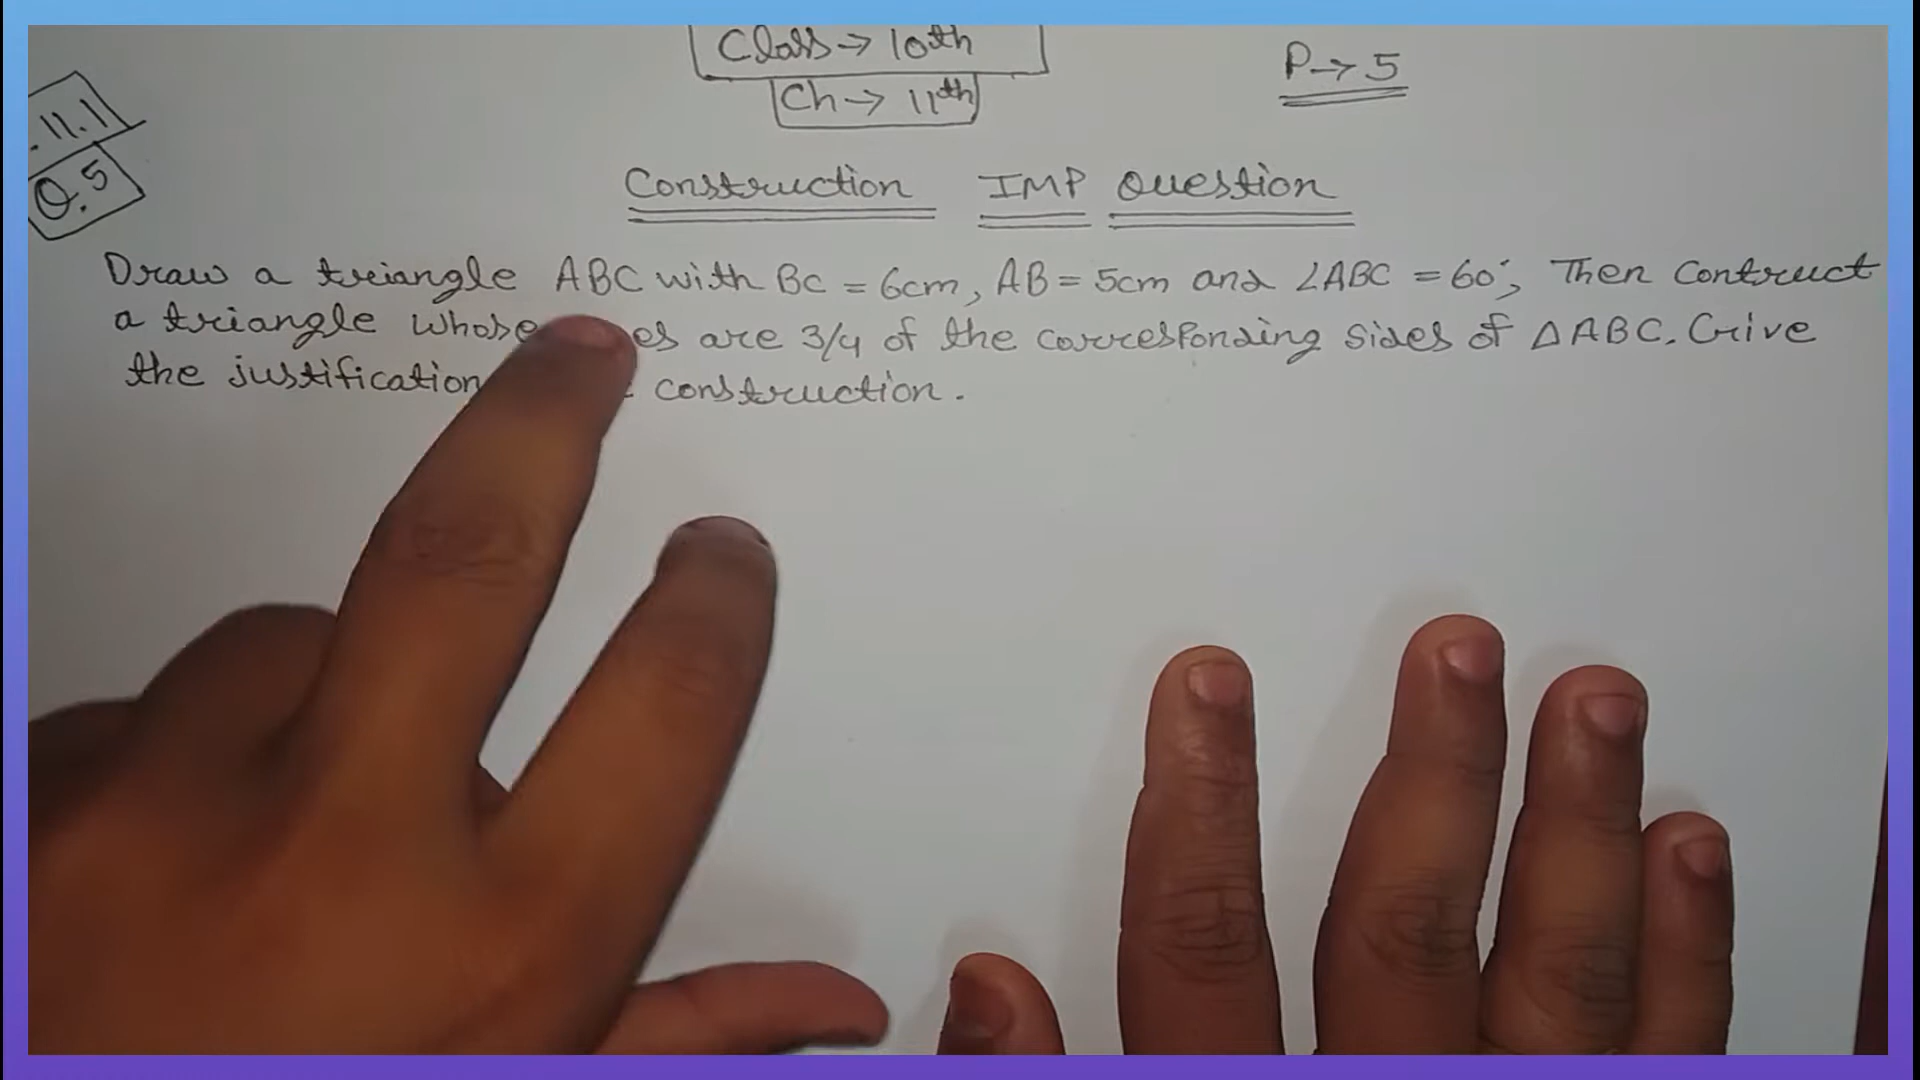 Class → 10th
Ch → 11th
P → 5
. 11.1
Q.5
Construction IMP Question
Draw a triangle ABC with BC = 6cm, AB = 5cm and ∠ABC = 60°, Then Contruct
a triangle whose are 3/4 of the corresponding sides of ΔABC. Give
the justification construction.